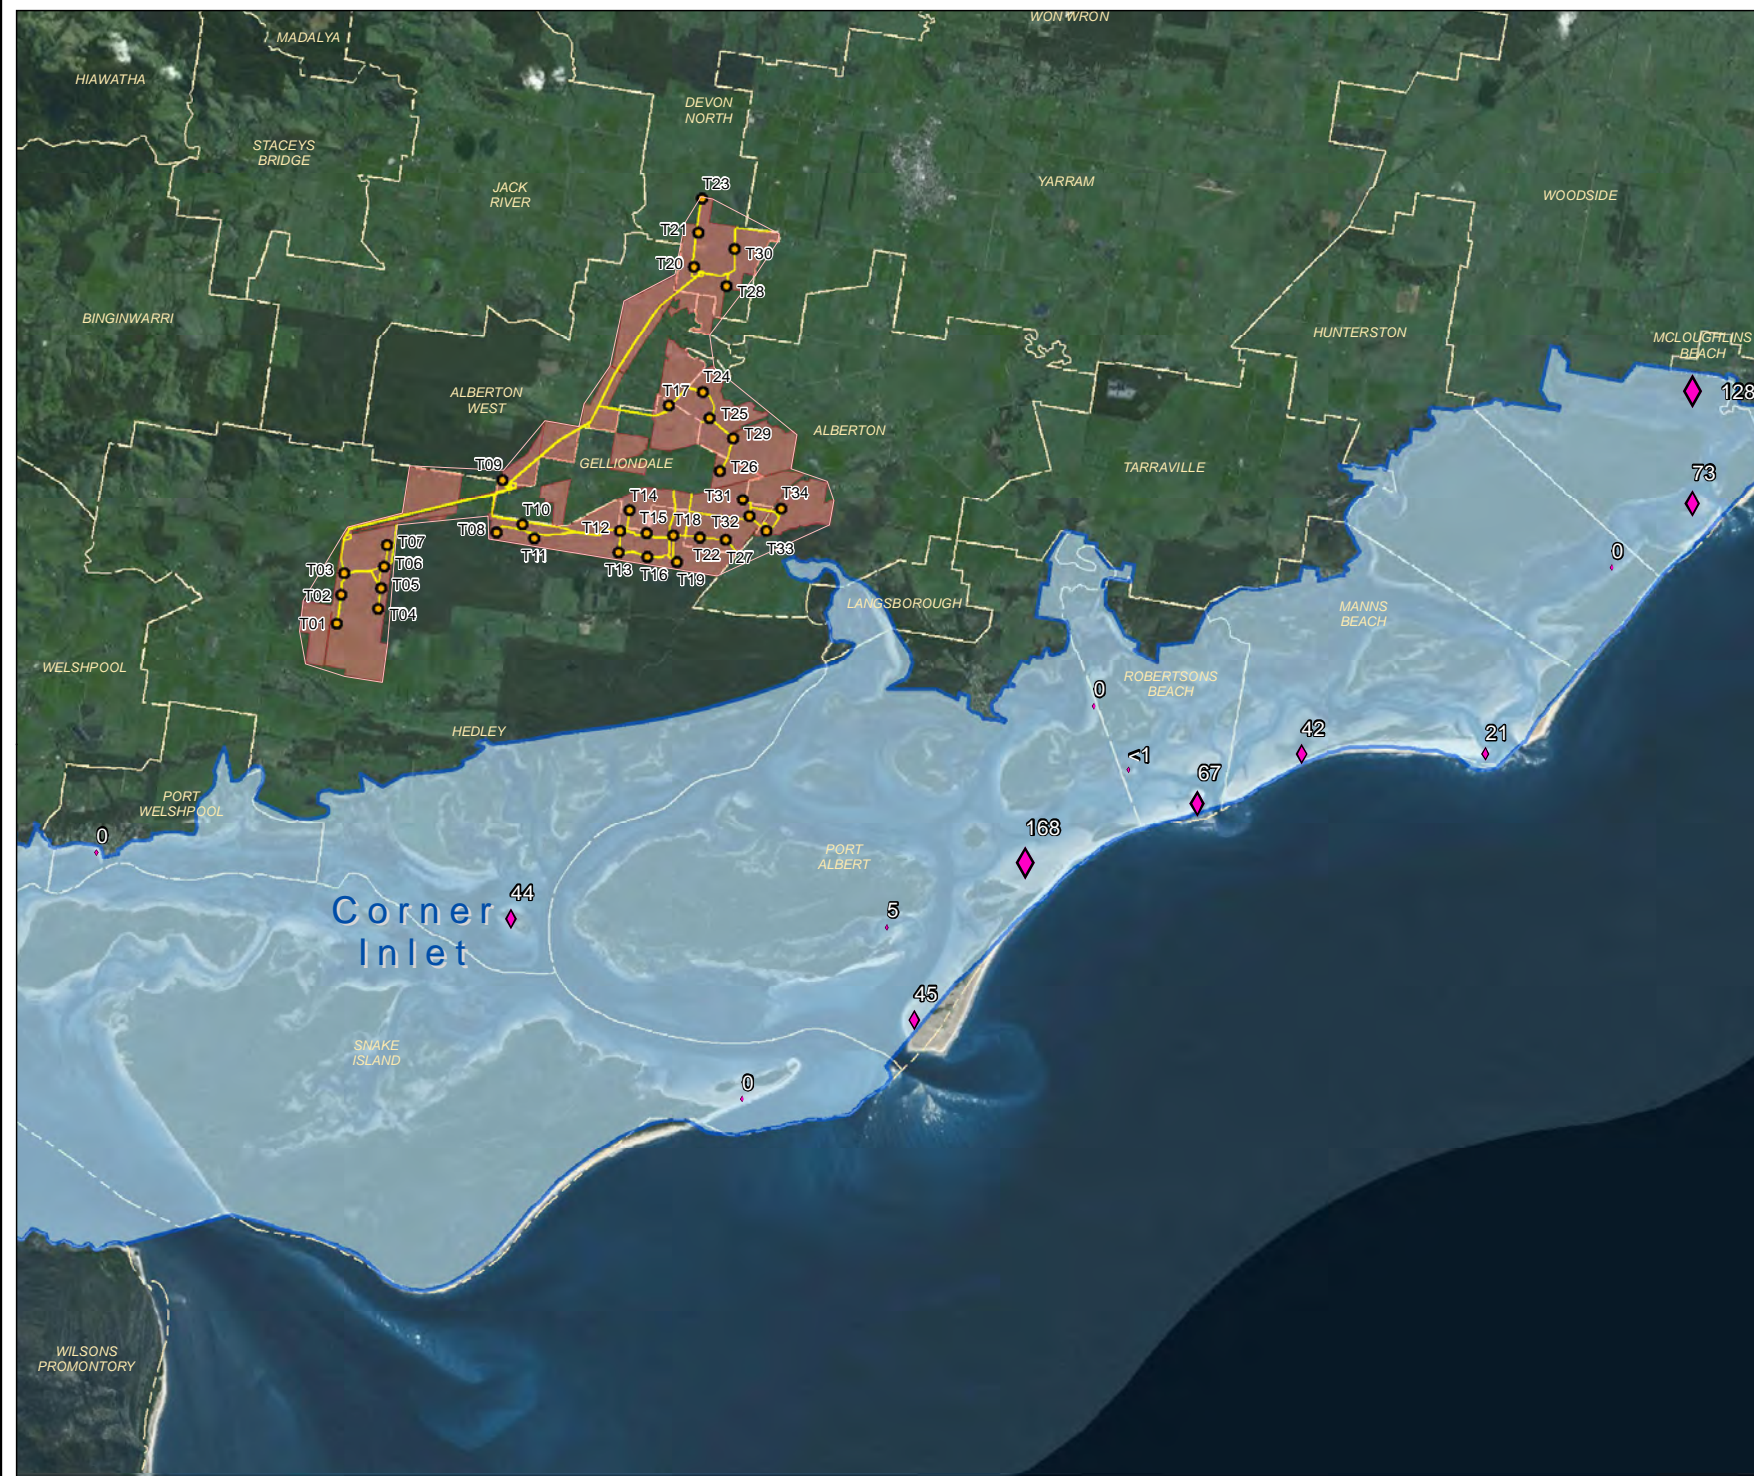 WON WRON
MADALYA
HIAWATHA
DEVON
NORTH
STACEYS
BRIDGE
JACK
RIVER
YARRAM
WOODSIDE
T23
T21
T30
T20
T28
BINGINWARRI
HUNTERSTON
MCLOUGHLINS
BEACH
ALBERTON
WEST
T17
T24
128
T25
T29
ALBERTON
GELLIONDALE
T26
TARRAVILLE
T09
73
T14
T31
T34
T10
T08
T12
T15
T18
T32
T11
T33
T22
T27
T07
T13
T16
T19
0
T03
T06
T05
T02
T04
T01
LANGSBOROUGH
MANNS
BEACH
WELSHPOOL
ROBERTSONS
BEACH
0
HEDLEY
42
21
<1
67
PORT
WELSHPOOL
0
168
PORT
ALBERT
44
Corner
Inlet
5
45
SNAKE
ISLAND
0
WILSONS
PROMONTORY